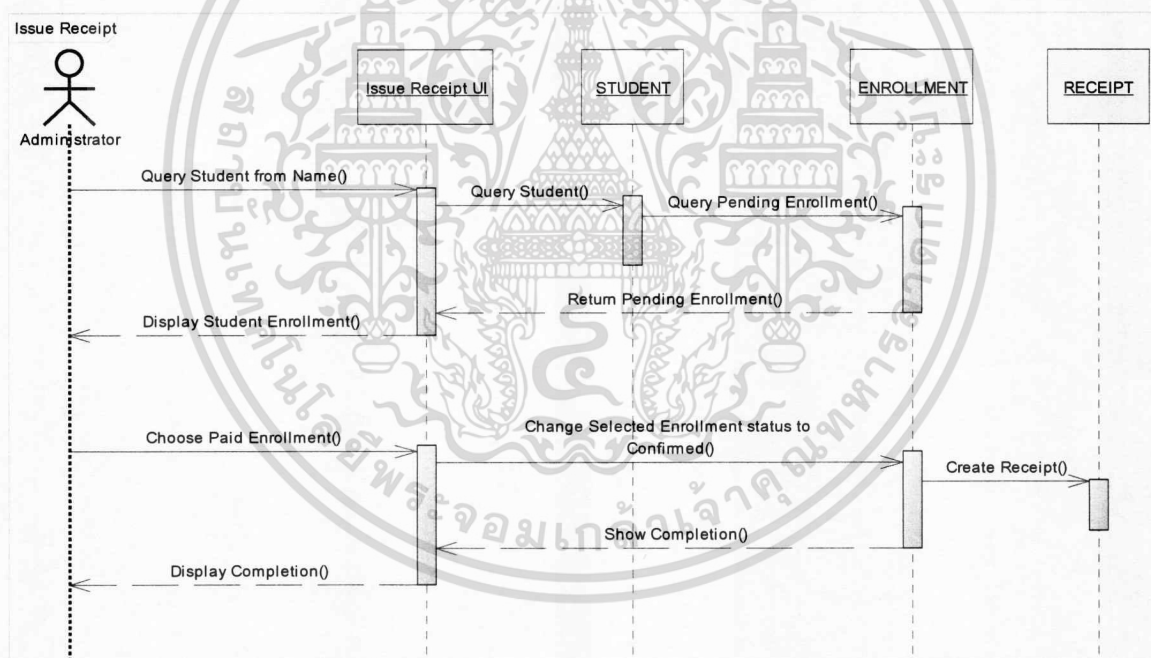 Issue Receipt
Administrator
Issue Receipt UI
STUDENT
ENROLLMENT
RECEIPT
Query Student from Name()
Query Student()
Query Pending Enrollment()
Return Pending Enrollment()
Display Student Enrollment()
Choose Paid Enrollment()
Change Selected Enrollment status to
Confirmed()
Create Receipt()
Show Completion()
Display Completion()